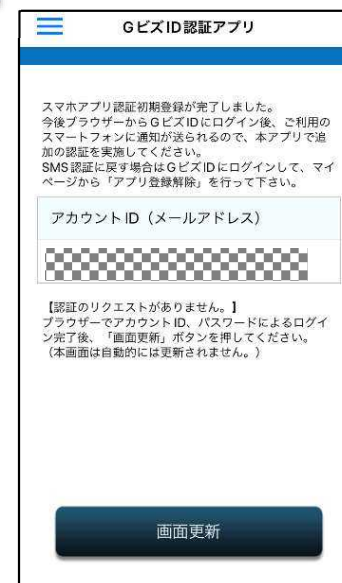 GビズID認証アプリ
スマホアプリ認証初期登録が完了しました。
今後ブラウザーからGビズIDにログイン後、ご利用の
スマートフォンに通知が送られるので、本アプリで追
加の認証を実施してください。
SMS認証に戻す場合はGビズIDにログインして、マイ
ページから「アプリ登録解除」を行って下さい。
アカウントID（メールアドレス）
【認証のリクエストがありません。】
ブラウザーでアカウントID、パスワードによるログイ
ン完了後、「画面更新」ボタンを押してください。
（本画面は自動的には更新されません。）
画面更新